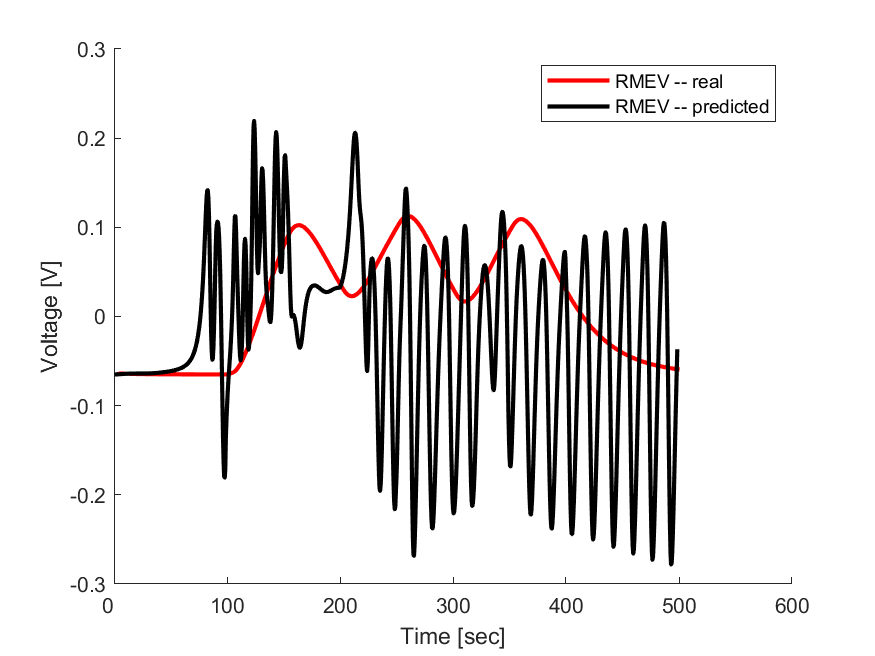 0.3
0.2
0.1
0
-0.1
-0.2
-0.3
Voltage [V]
RMEV -- real
RMEV -- predicted
0 100 200 300 400 500 600
Time [sec]